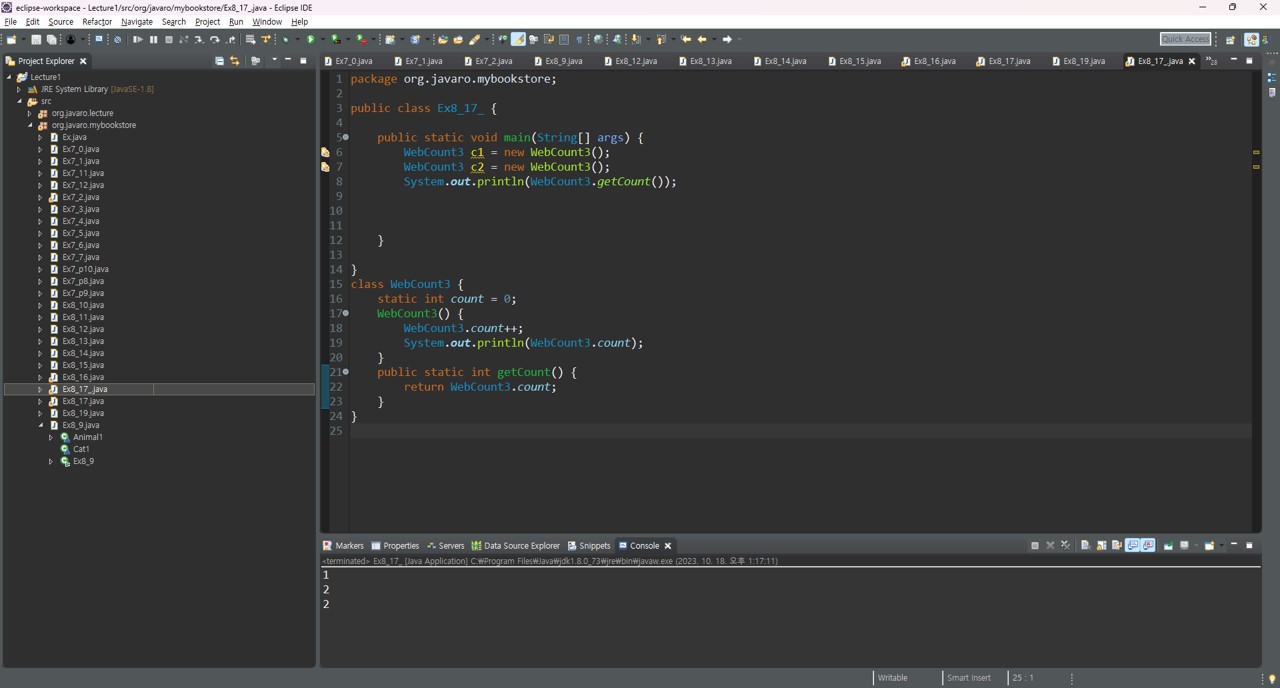 eclipse-workspace - Lecture1/src/org/javaro/mybookstore/Ex8_17_.java - Eclipse IDE
File Edit Source Refactor Navigate Search Project Run Window Help
Quick Access
Project Explorer
Ex7_0.java Ex7_1.java Ex7_2.java Ex8_9.java Ex8_12.java Ex8_13.java Ex8_14.java Ex8_15.java Ex8_16.java Ex8_17.java Ex8_19.java Ex8_17_.java »28
Lecture1
JRE System Library [JavaSE-1.8]
src
org.javaro.lecture
org.javaro.mybookstore
Ex.java
Ex7_0.java
Ex7_1.java
Ex7_11.java
Ex7_12.java
Ex7_2.java
Ex7_3.java
Ex7_4.java
Ex7_5.java
Ex7_6.java
Ex7_7.java
Ex7_p10.java
Ex7_p8.java
Ex7_p9.java
Ex8_10.java
Ex8_11.java
Ex8_12.java
Ex8_13.java
Ex8_14.java
Ex8_15.java
Ex8_16.java
Ex8_17_.java
Ex8_17.java
Ex8_19.java
Ex8_9.java
Animal1
Cat1
Ex8_9
1 package org.javaro.mybookstore;
2
3 public class Ex8_17_ {
4
5 public static void main(String[] args) {
6 WebCount3 c1 = new WebCount3();
7 WebCount3 c2 = new WebCount3();
8 System.out.println(WebCount3.getCount());
9
10
11
12 }
13
14 }
15 class WebCount3 {
16 static int count = 0;
17 WebCount3() {
18 WebCount3.count++;
19 System.out.println(WebCount3.count);
20 }
21 public static int getCount() {
22 return WebCount3.count;
23 }
24 }
25
Markers Properties Servers Data Source Explorer Snippets Console
<terminated> Ex8_17_ [Java Application] C:₩Program Files₩Java₩jdk1.8.0_73₩jre₩bin₩javaw.exe (2023. 10. 18. 오후 1:17:11)
1
2
2
Writable Smart Insert 25 : 1